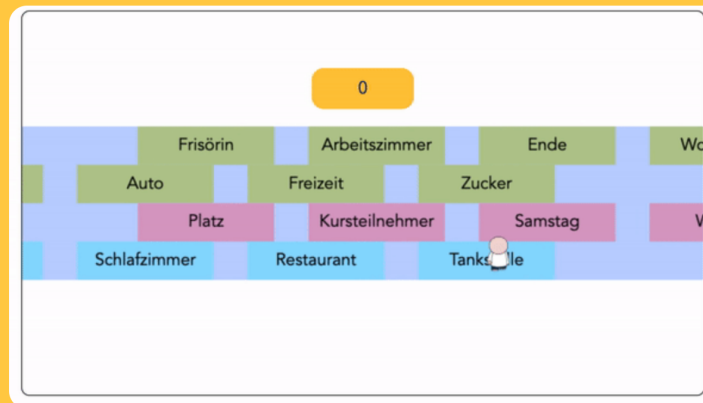 0
Frisörin Arbeitszimmer Ende
Auto Freizeit Zucker
Platz Kursteilnehmer Samstag
Schlafzimmer Restaurant